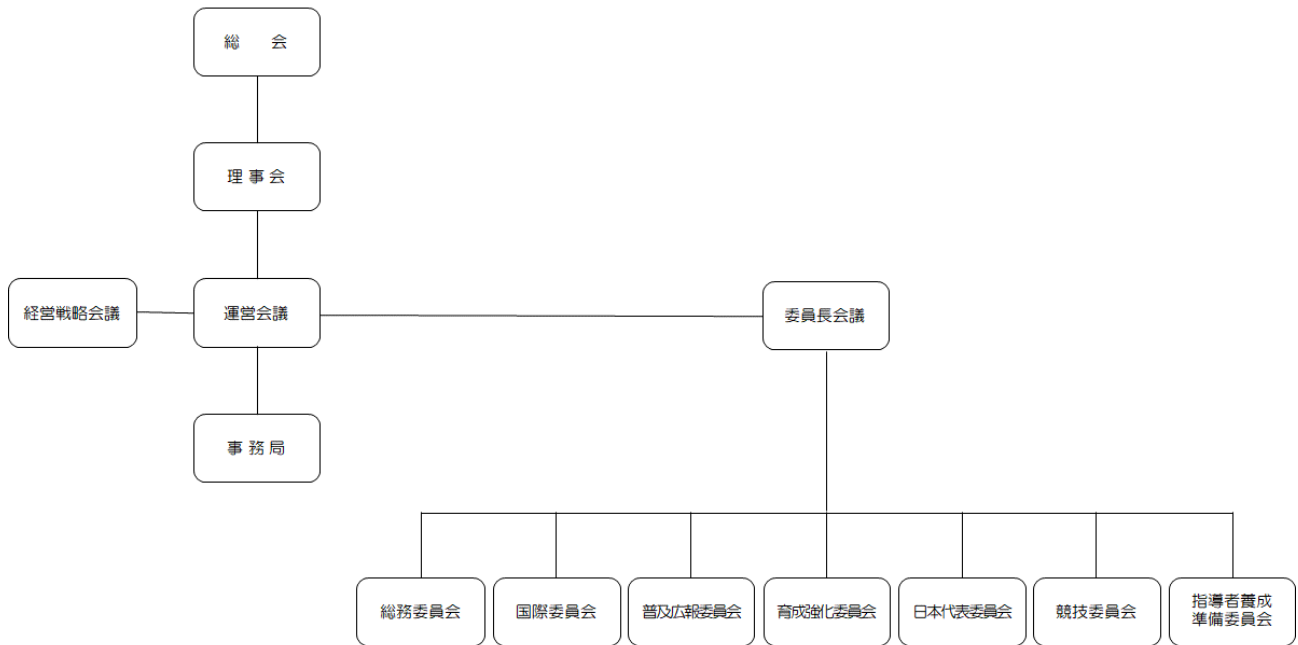 総　会
理 事 会
経営戦略会議
運営会議
委員長会議
事 務 局
総務委員会
国際委員会
普及広報委員会
育成強化委員会
日本代表委員会
競技委員会
指導者養成
準備委員会